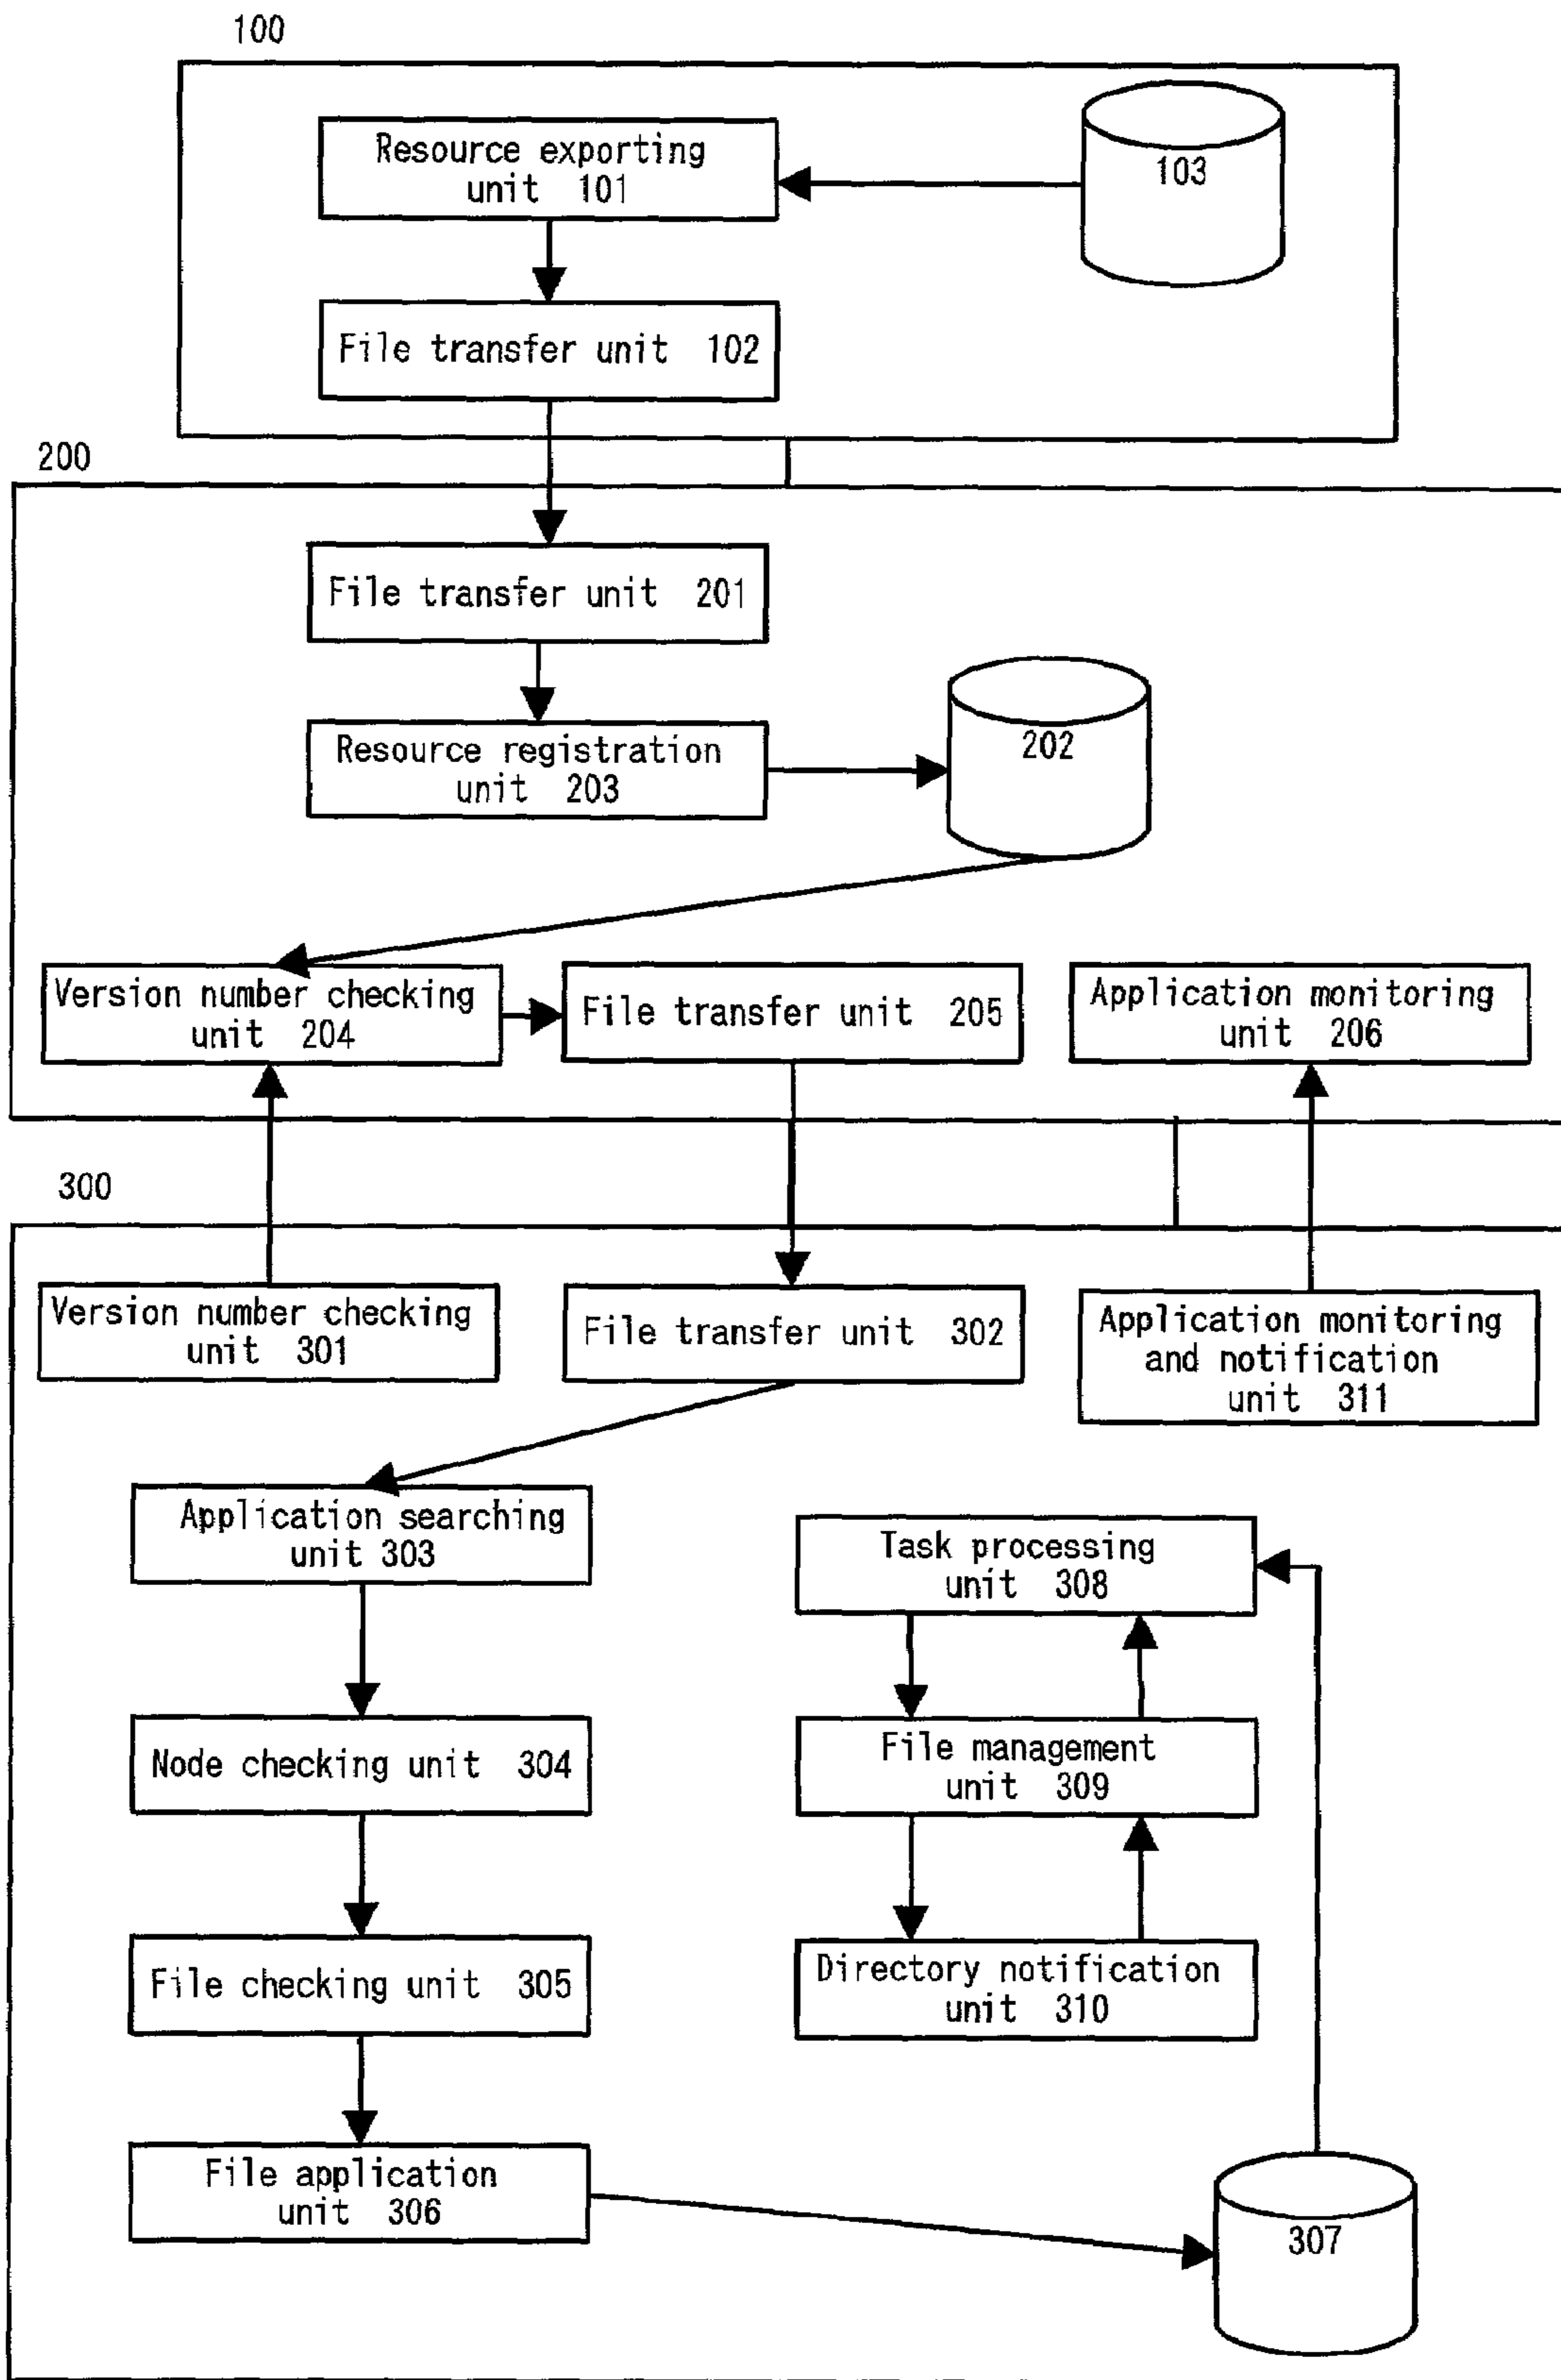 100
Resource exporting
unit 101
103
File transfer unit 102
200
File transfer unit 201
Resource registration
unit 203
202
Version number checking
unit 204
File transfer unit 205
Application monitoring
unit 206
300
Version number checking
unit 301
File transfer unit 302
Application monitoring
and notification
unit 311
Application searching
unit 303
Task processing
unit 308
Node checking unit 304
File management
unit 309
File checking unit 305
Directory notification
unit 310
File application
unit 306
307